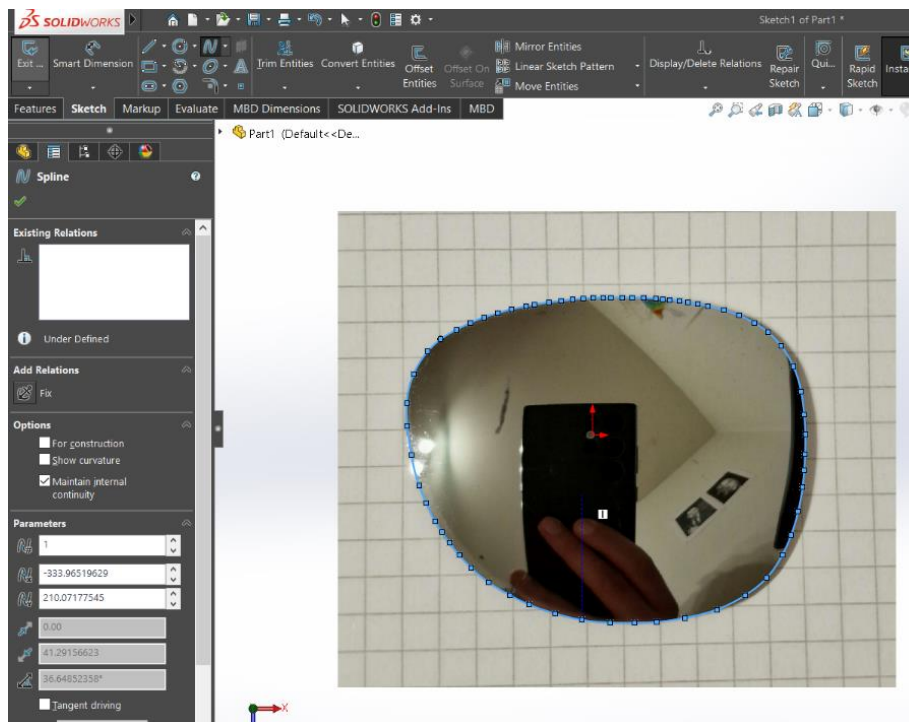 SOLIDWORKS
Sketch1 of Part1 *
Exit ...
Smart Dimension
Trim Entities
Convert Entities
Offset Entities
Offset On Surface
Mirror Entities
Linear Sketch Pattern
Move Entities
Display/Delete Relations
Repair Sketch
Qui...
Rapid Sketch
Insta
Features Sketch Markup Evaluate MBD Dimensions SOLIDWORKS Add-Ins MBD
Part1 (Default<<De...
Spline
Existing Relations
Under Defined
Add Relations
Fix
Options
For construction
Show curvature
Maintain internal
continuity
Parameters
1
-333.96519629
210.07177545
0.00
41.29156623
36.64852358°
Tangent driving
X